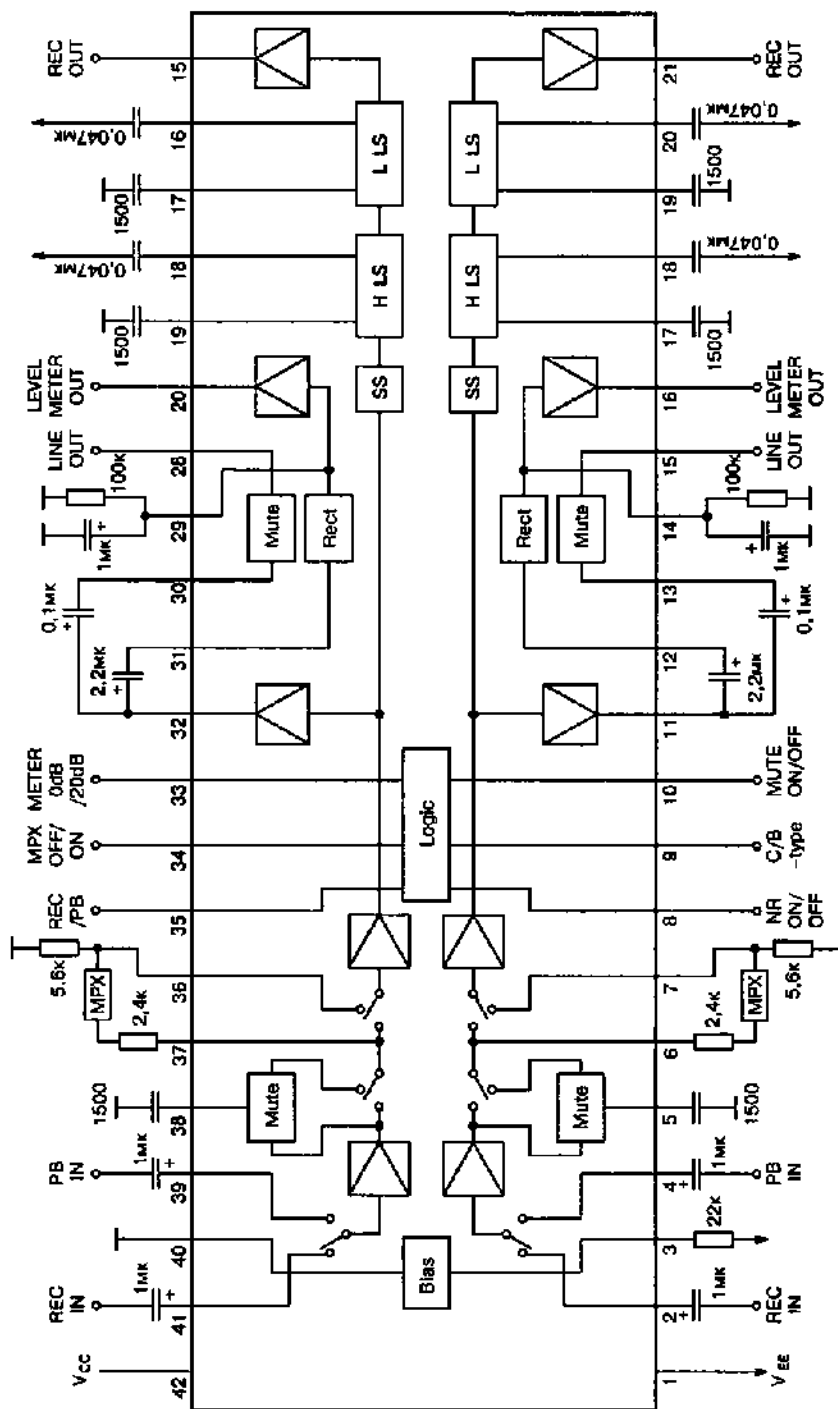 Vcc
REC
IN
PB
IN
REC
/PB
MPX
OFF/
ON
METER
0dB
/20dB
LINE
OUT
LEVEL
METER
OUT
REC
OUT
1мк
1мк
1500
2,4к
MPX
5,6к
2,2мк
0,1мк
1мк
100к
1500
0,047мк
1500
0,047мк
42
41
40
39
38
37
36
35
34
33
32
31
30
29
28
20
19
18
17
16
15
Mute
Mute
Rect
SS
H LS
L LS
Bias
Logic
SS
H LS
L LS
Mute
Rect
Mute
1
2
3
4
5
6
7
8
9
10
11
12
13
14
15
16
17
18
19
20
21
1мк
22к
1мк
1500
2,4к
MPX
5,6к
2,2мк
0,1мк
1мк
100к
1500
0,047мк
1500
0,047мк
VEE
REC
IN
PB
IN
NR
ON/
OFF
C/B
-type
MUTE
ON/OFF
LINE
OUT
LEVEL
METER
OUT
REC
OUT